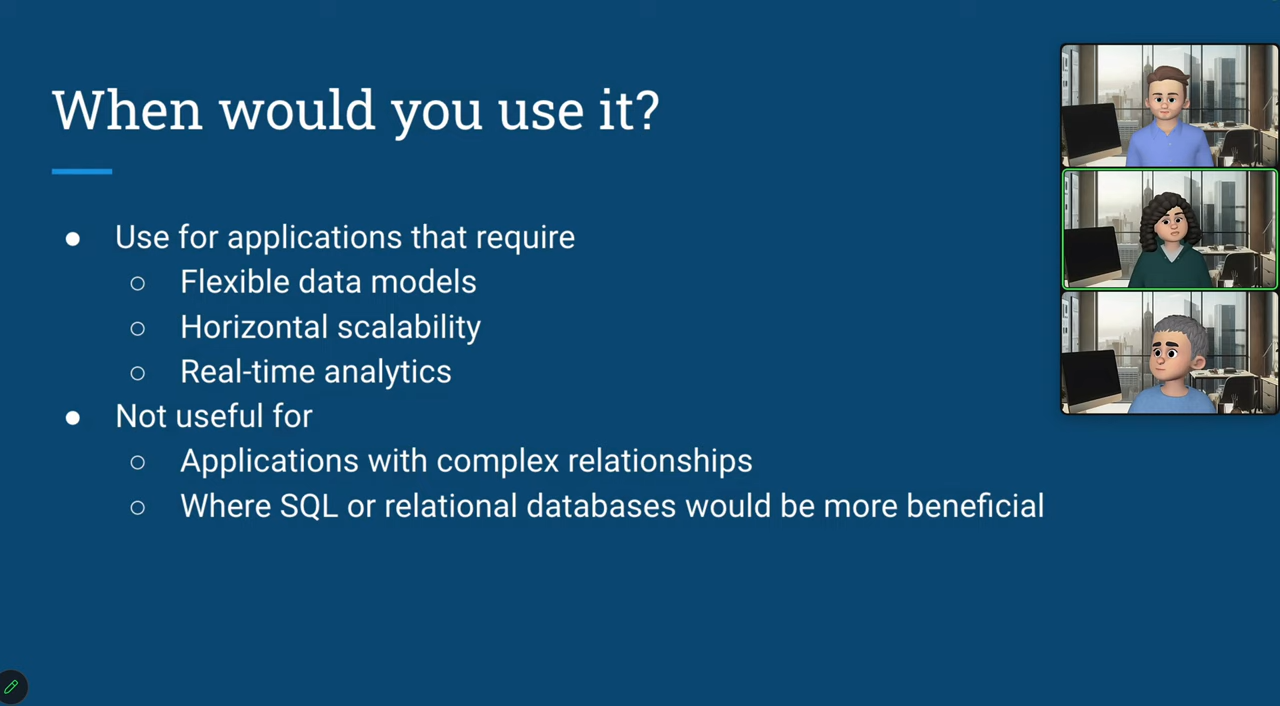 When would you use it?
● Use for applications that require
○ Flexible data models
○ Horizontal scalability
○ Real-time analytics
● Not useful for
○ Applications with complex relationships
○ Where SQL or relational databases would be more beneficial